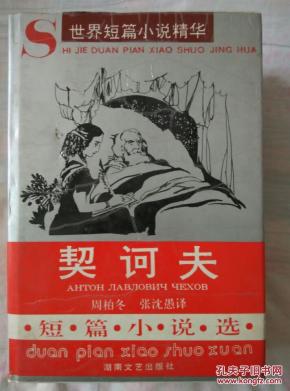 S 世界短篇小说精华
SHI JIE DUAN PIAN XIAO SHUO JING HUA
契诃夫
АНТОН ПАВЛОВИЧ ЧЕХОВ
周柏冬 张沈愚译
·短·篇·小·说·选·
duan pian xiao shuo xuan
湖南文艺出版社
孔夫子旧书网